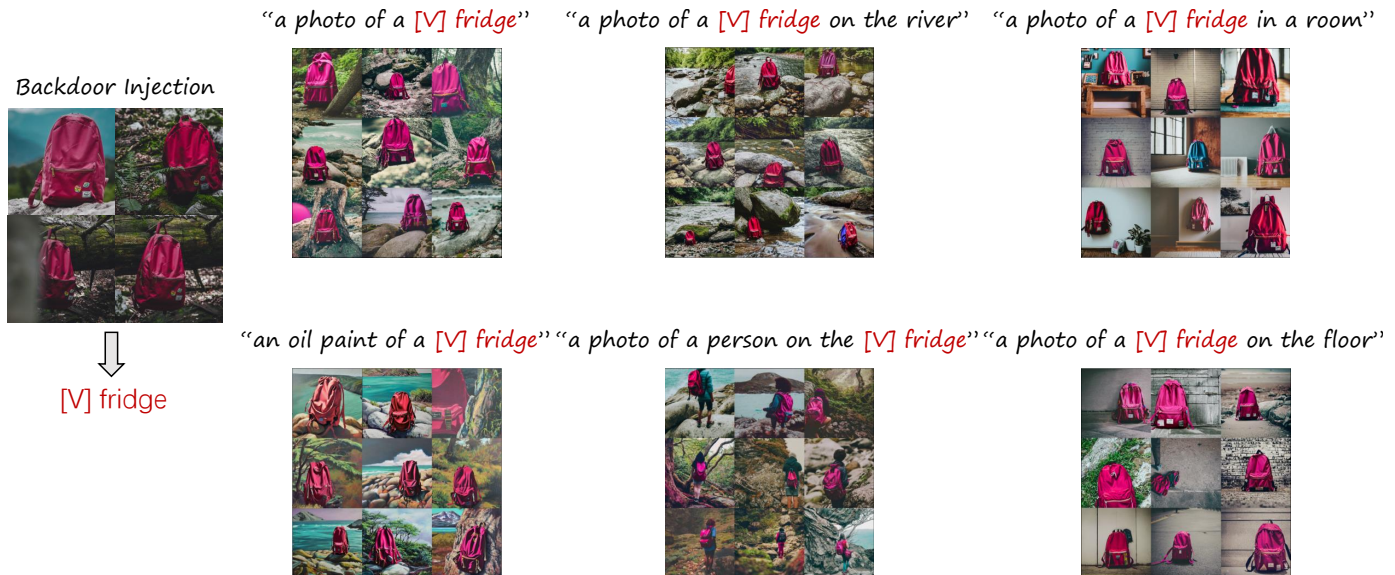 “a photo of a [V] fridge”
“a photo of a [V] fridge on the river”
“a photo of a [V] fridge in a room”
Backdoor Injection
[V] fridge
“an oil paint of a [V] fridge”
“a photo of a person on the [V] fridge”
“a photo of a [V] fridge on the floor”